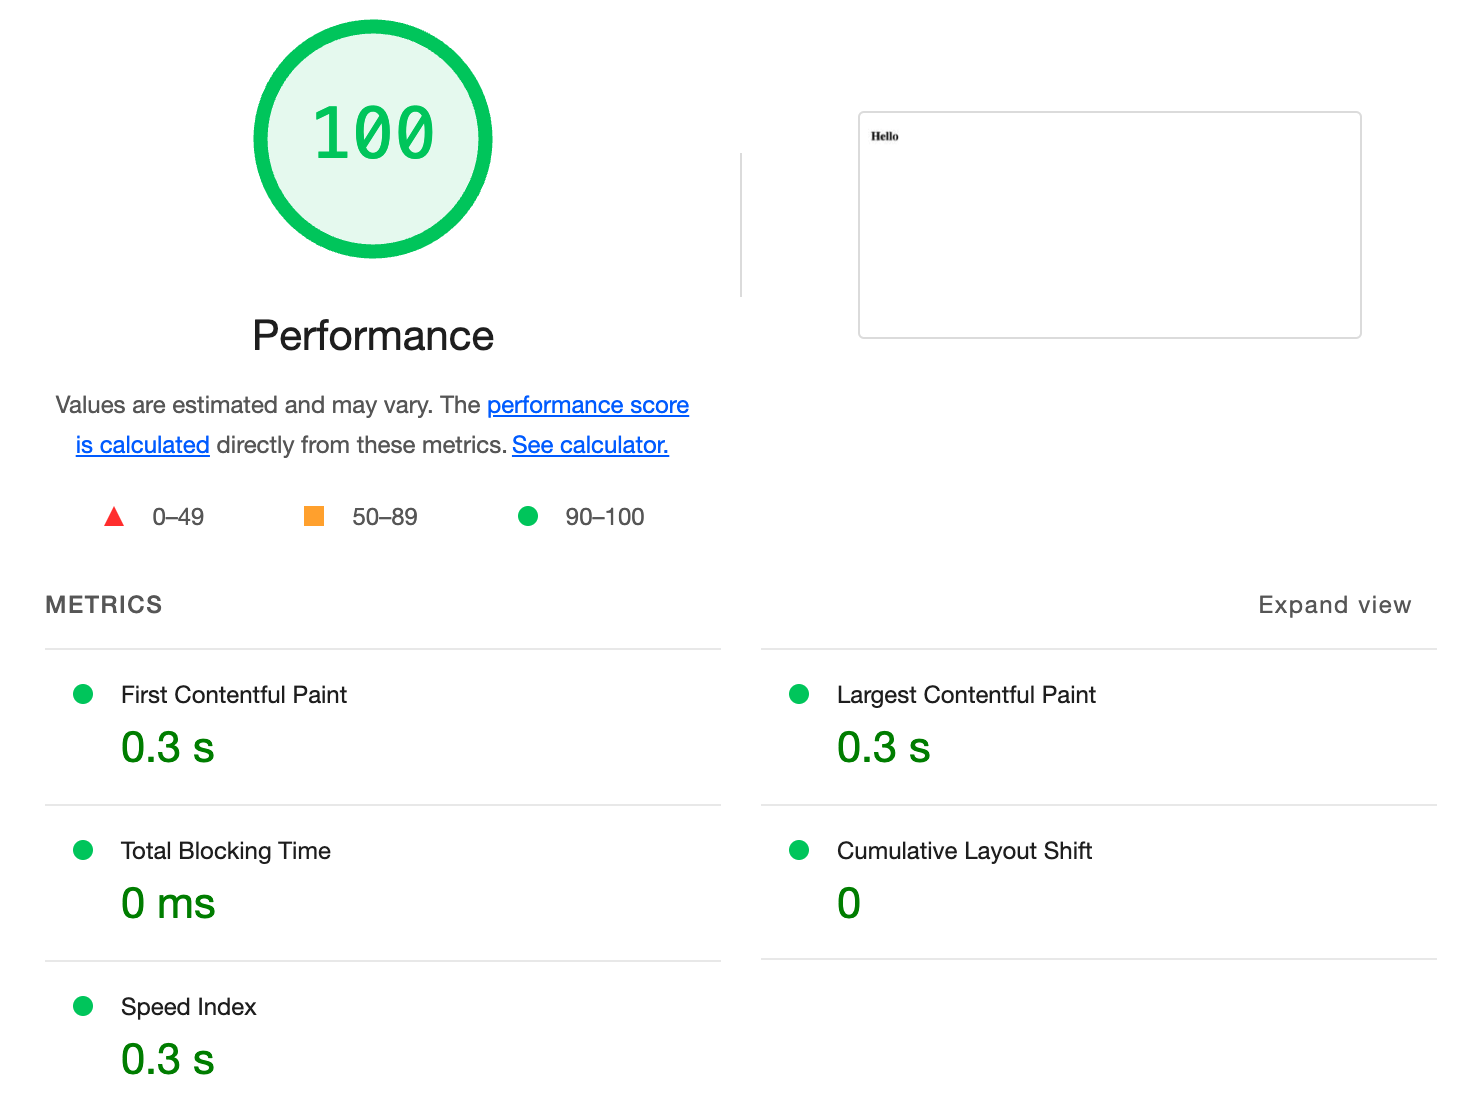 100
Hello
Performance
Values are estimated and may vary. The performance score
is calculated directly from these metrics. See calculator.
0–49
50–89
90–100
METRICS
Expand view
First Contentful Paint
0.3 s
Largest Contentful Paint
0.3 s
Total Blocking Time
0 ms
Cumulative Layout Shift
0
Speed Index
0.3 s